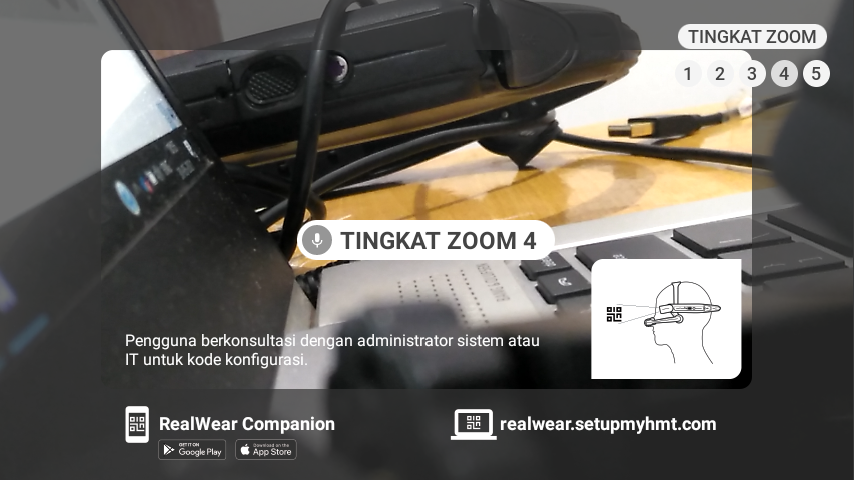 TINGKAT ZOOM
1 2 3 4 5
TINGKAT ZOOM 4
Pengguna berkonsultasi dengan administrator sistem atau
IT untuk kode konfigurasi.
RealWear Companion
realwear.setupmyhmt.com
GET IT ON
Google Play
Download on the
App Store